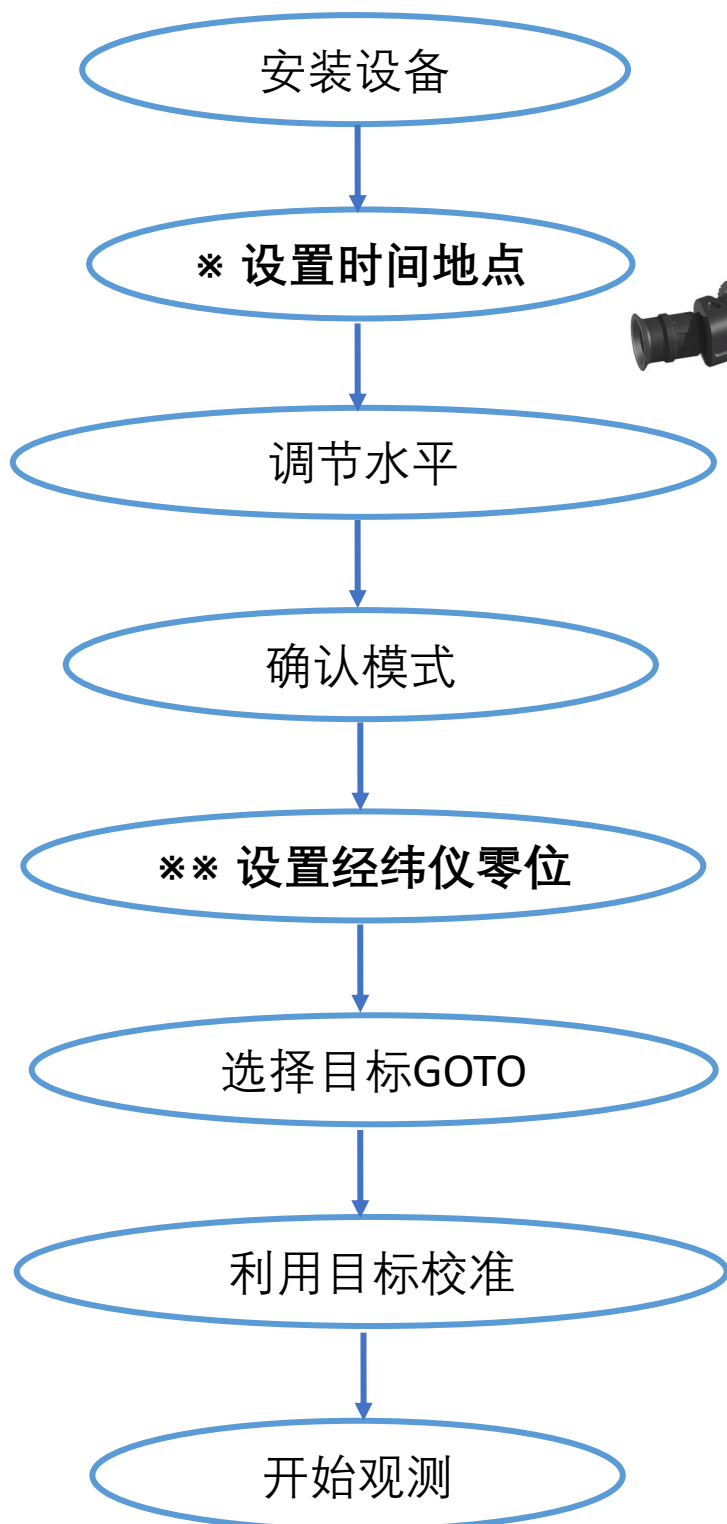 安装设备
※ 设置时间地点
调节水平
确认模式
※※ 设置经纬仪零位
选择目标GOTO
利用目标校准
开始观测